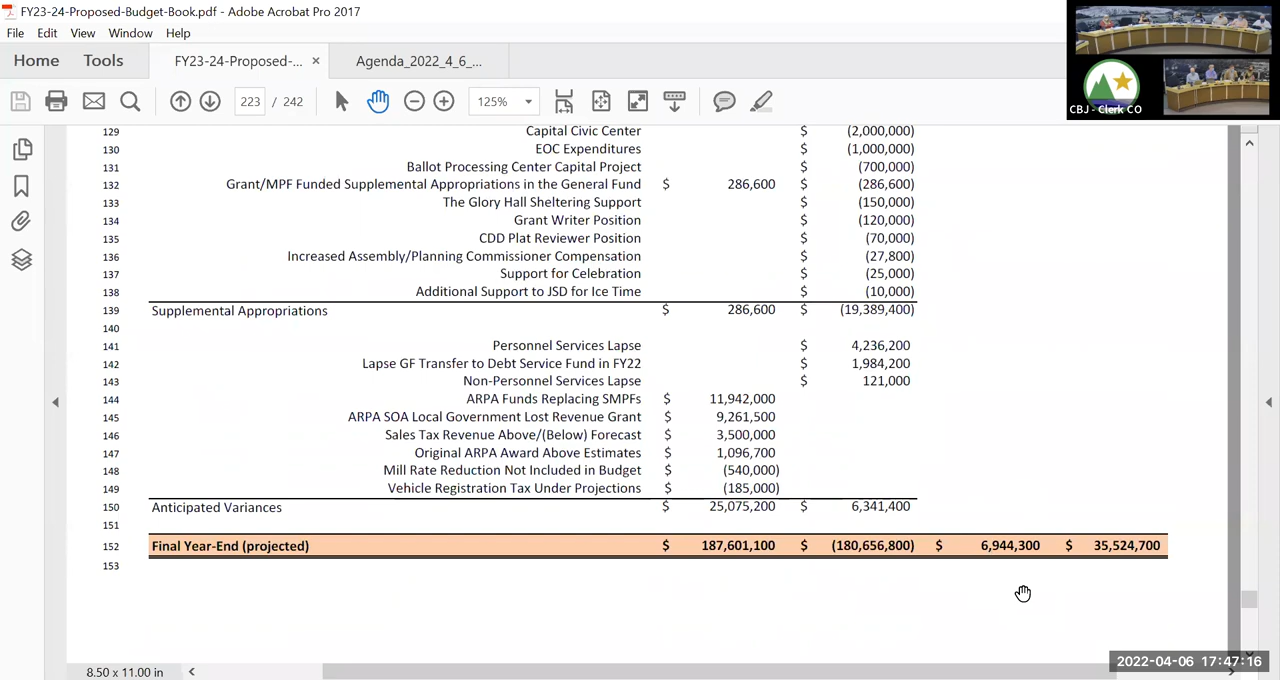 FY23-24-Proposed-Budget-Book.pdf - Adobe Acrobat Pro 2017
File Edit View Window Help
Home Tools FY23-24-Proposed-... × Agenda_2022_4_6_...
223 / 242 125%
CBJ - Clerk CO
129 Capital Civic Center $ (2,000,000)
130 EOC Expenditures $ (1,000,000)
131 Ballot Processing Center Capital Project $ (700,000)
132 Grant/MPF Funded Supplemental Appropriations in the General Fund $ 286,600 $ (286,600)
133 The Glory Hall Sheltering Support $ (150,000)
134 Grant Writer Position $ (120,000)
135 CDD Plat Reviewer Position $ (70,000)
136 Increased Assembly/Planning Commissioner Compensation $ (27,800)
137 Support for Celebration $ (25,000)
138 Additional Support to JSD for Ice Time $ (10,000)
139 Supplemental Appropriations $ 286,600 $ (19,389,400)
140
141 Personnel Services Lapse $ 4,236,200
142 Lapse GF Transfer to Debt Service Fund in FY22 $ 1,984,200
143 Non-Personnel Services Lapse $ 121,000
144 ARPA Funds Replacing SMPFs $ 11,942,000
145 ARPA SOA Local Government Lost Revenue Grant $ 9,261,500
146 Sales Tax Revenue Above/(Below) Forecast $ 3,500,000
147 Original ARPA Award Above Estimates $ 1,096,700
148 Mill Rate Reduction Not Included in Budget $ (540,000)
149 Vehicle Registration Tax Under Projections $ (185,000)
150 Anticipated Variances $ 25,075,200 $ 6,341,400
151
152 Final Year-End (projected) $ 187,601,100 $ (180,656,800) $ 6,944,300 $ 35,524,700
153
8.50 x 11.00 in
2022-04-06 17:47:16